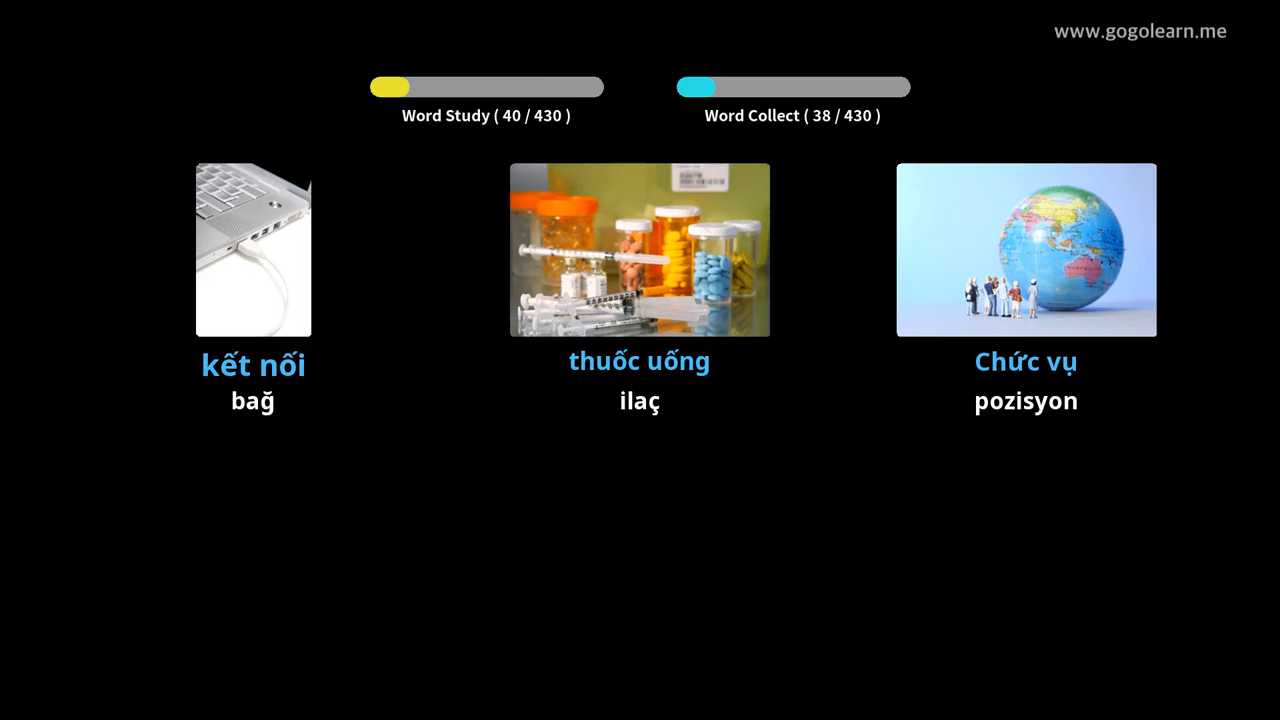 www.gogolearn.me
Word Study ( 40 / 430 )
Word Collect ( 38 / 430 )
kết nối
thuốc uống
Chức vụ
bağ
ilaç
pozisyon